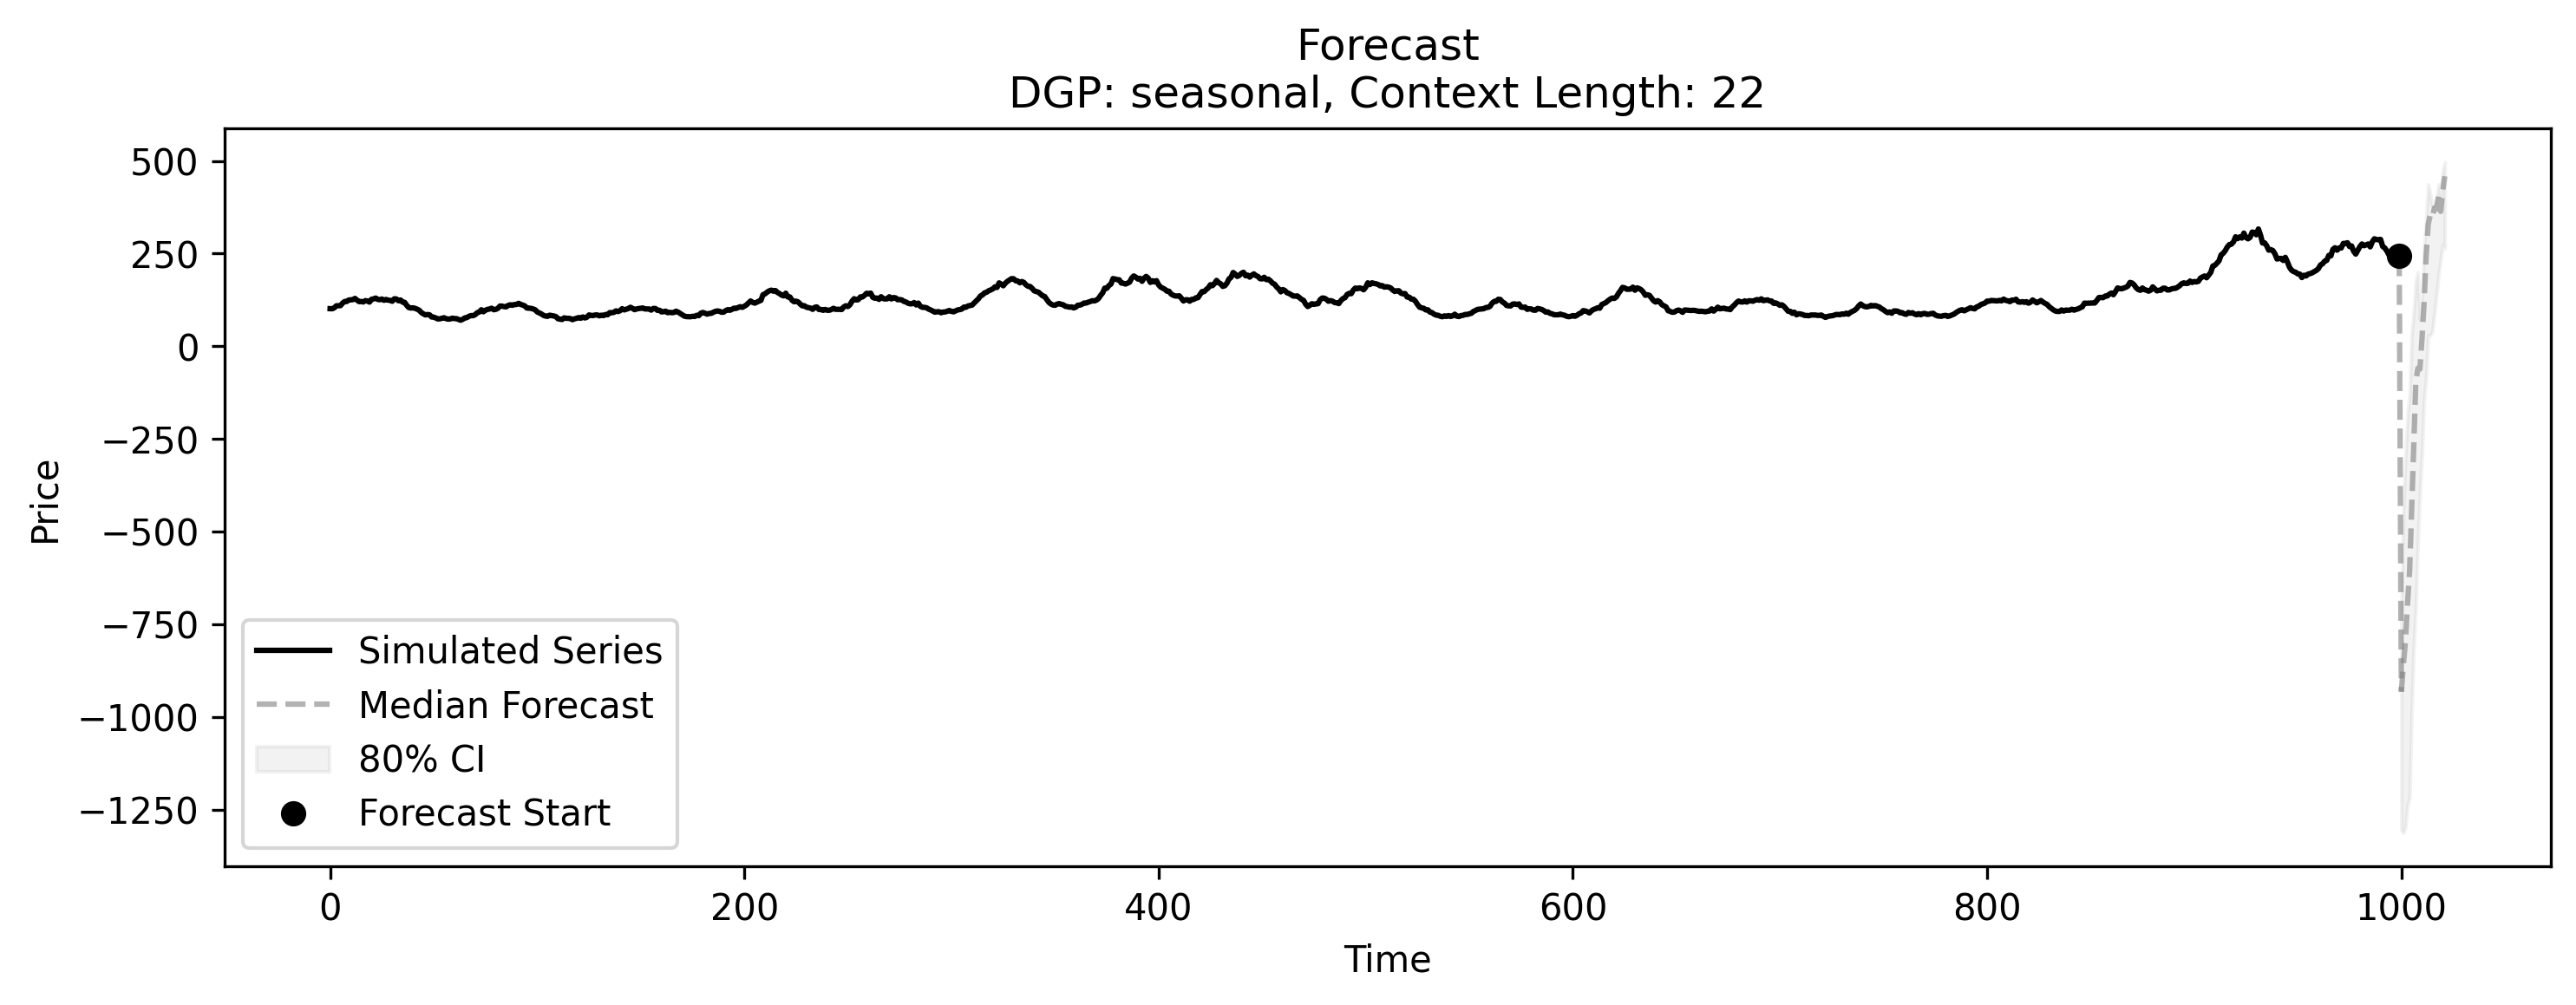 Forecast
DGP: seasonal, Context Length: 22
500
250
0
−250
−500
−750
−1000
−1250
Price
Simulated Series
Median Forecast
80% CI
Forecast Start
0
200
400
600
800
1000
Time